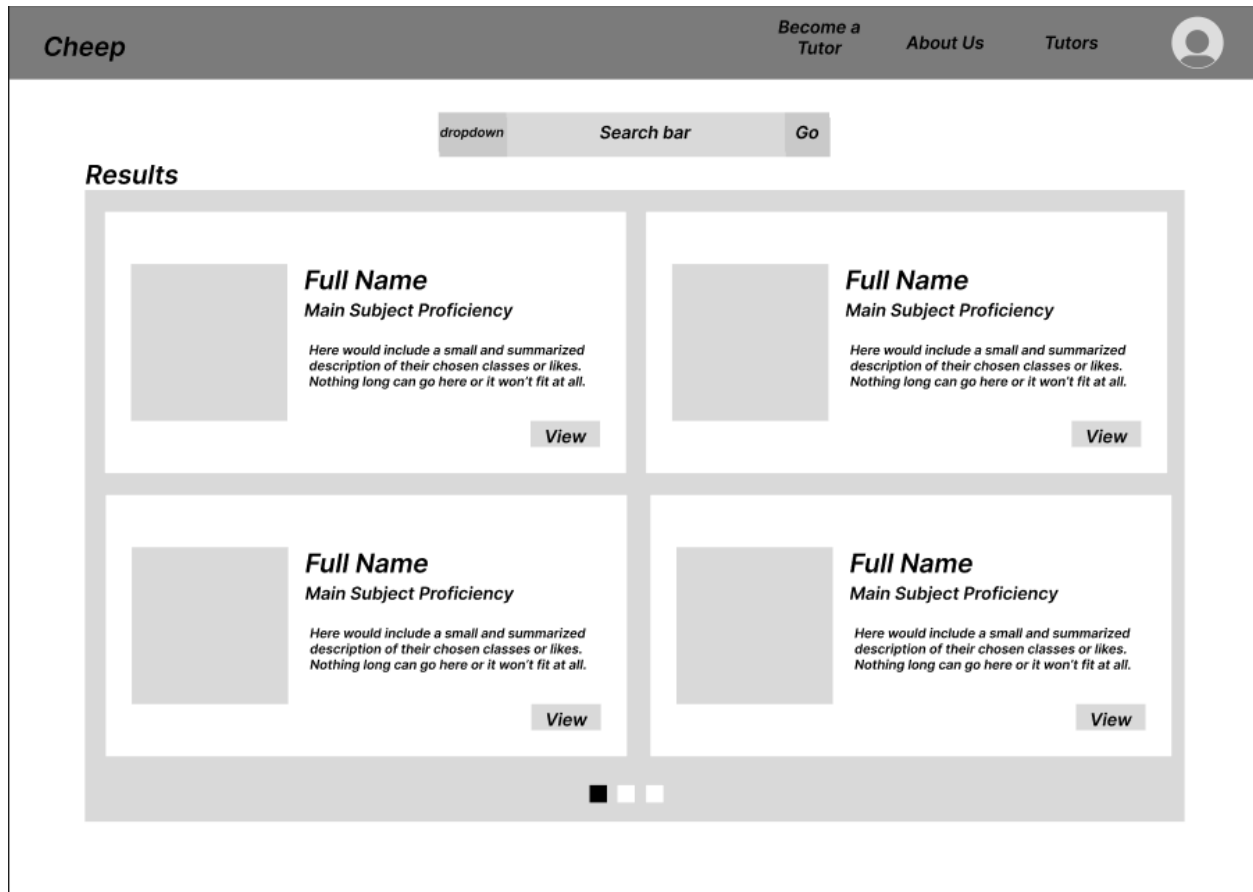 Cheep
Become a
Tutor
About Us
Tutors
dropdown
Search bar
Go
Results
Full Name
Main Subject Proficiency
Here would include a small and summarized
description of their chosen classes or likes.
Nothing long can go here or it won't fit at all.
View
Full Name
Main Subject Proficiency
Here would include a small and summarized
description of their chosen classes or likes.
Nothing long can go here or it won't fit at all.
View
Full Name
Main Subject Proficiency
Here would include a small and summarized
description of their chosen classes or likes.
Nothing long can go here or it won't fit at all.
View
Full Name
Main Subject Proficiency
Here would include a small and summarized
description of their chosen classes or likes.
Nothing long can go here or it won't fit at all.
View